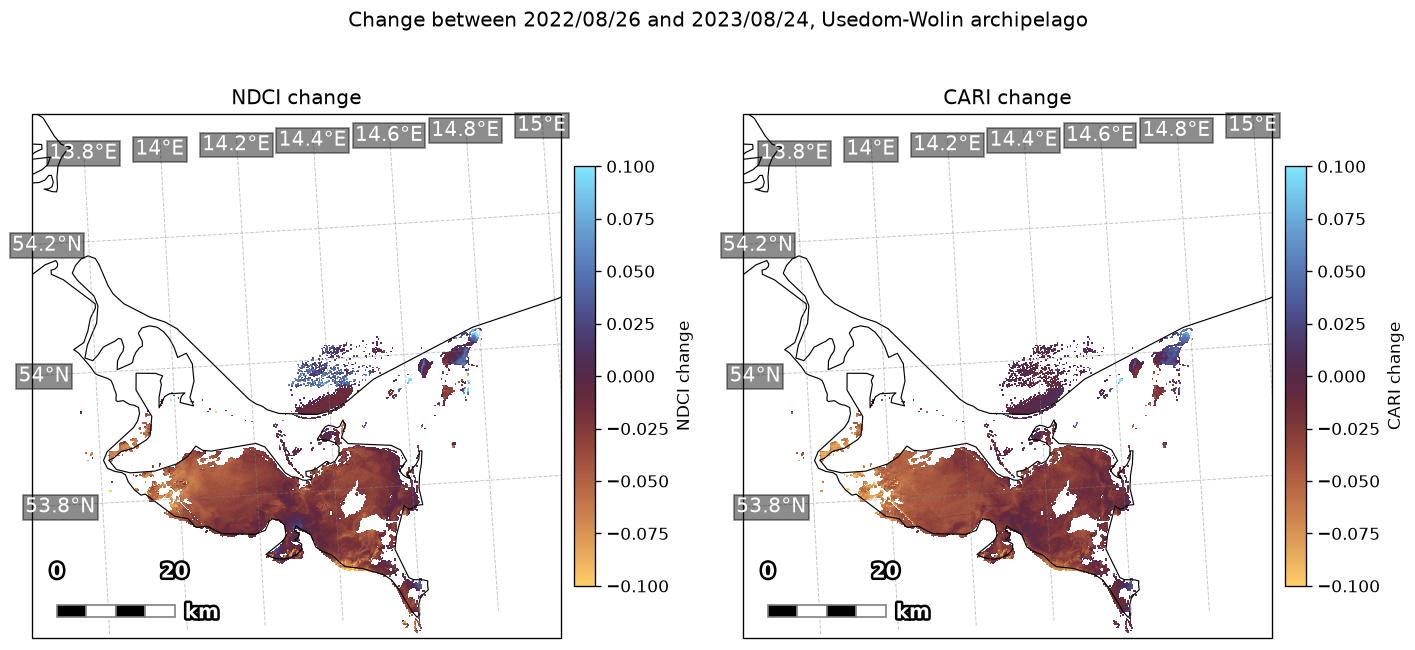 Change between 2022/08/26 and 2023/08/24, Usedom-Wolin archipelago
NDCI change
13.8°E
14°E
14.2°E
14.4°E
14.6°E
14.8°E
15°E
54.2°N
54°N
53.8°N
0
20
km
0.100
0.075
0.050
0.025
0.000
−0.025
−0.050
−0.075
−0.100
NDCI change
CARI change
13.8°E
14°E
14.2°E
14.4°E
14.6°E
14.8°E
15°E
54.2°N
54°N
53.8°N
0
20
km
0.100
0.075
0.050
0.025
0.000
−0.025
−0.050
−0.075
−0.100
CARI change